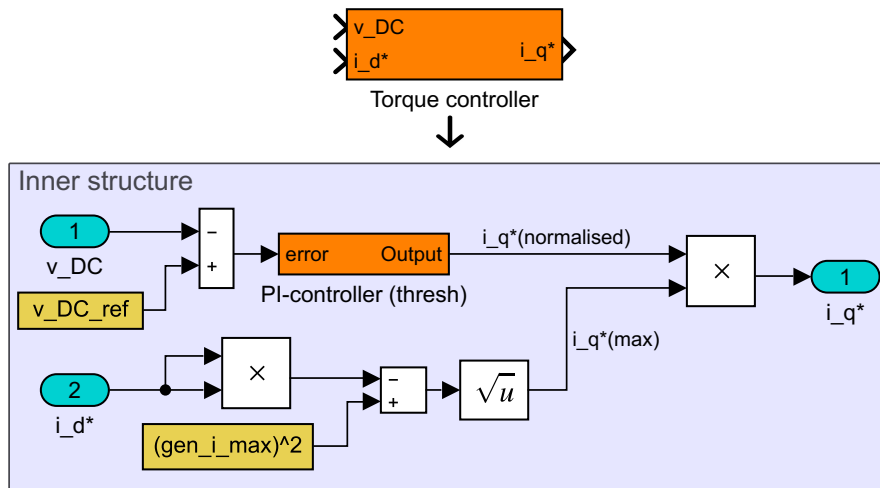 v_DC
i_d*
i_q*
Torque controller
Inner structure
1
v_DC
−
+
v_DC_ref
error
Output
PI-controller (thresh)
i_q*(normalised)
×
1
i_q*
i_q*(max)
2
i_d*
×
−
+
√u
(gen_i_max)^2